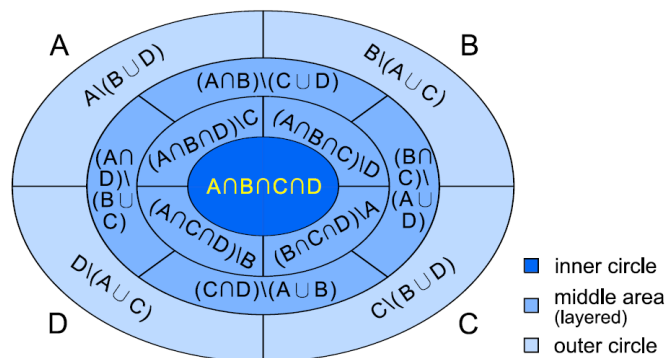 A
B
A\(B∪D)
B\(A∪C)
(A∩B)\(C∪D)
(A∩B∩D)\C
(A∩B∩C)\D
(A∩
D)\
(B∪
C)
A∩B∩C∩D
(B∩
C)\
(A∪
D)
(A∩C∩D)\B
(B∩C∩D)\A
(C∩D)\(A∪B)
D\(A∪C)
C\(B∪D)
D
C
inner circle
middle area
(layered)
outer circle